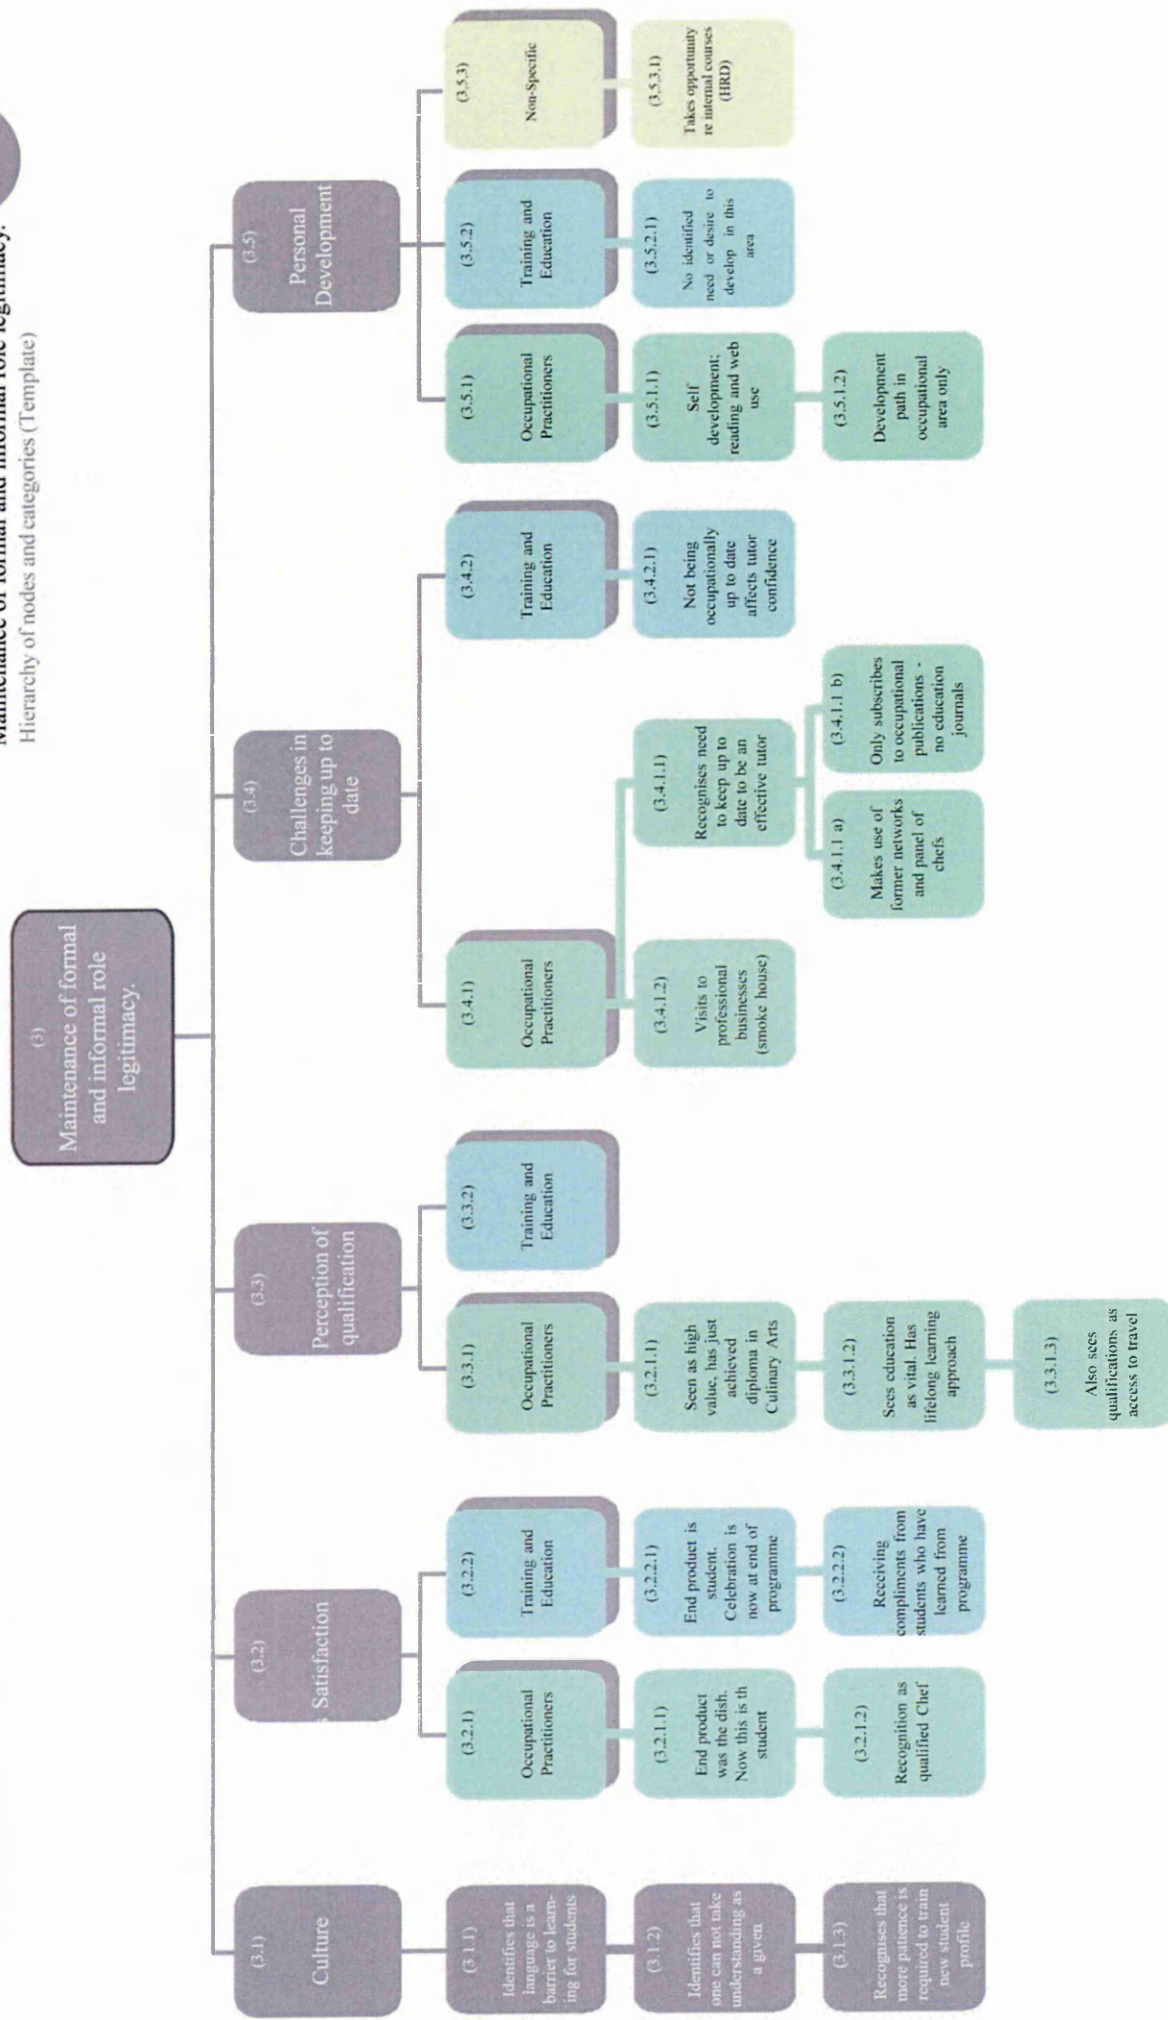 Maintenance of formal and informal role legitimacy.
Hierarchy of nodes and categories (Template)
(3)
Maintenance of formal
and informal role
legitimacy.
(3.1)
Culture
(3.1.1)
Identifies that
language is a
barrier to learn-
ing for students
(3.1.2)
Identifies that
one can not take
understanding as
a given
(3.1.3)
Recognises that
more patience is
required to train
new student
profile
(3.2)
s Satisfaction
(3.2.1)
Occupational
Practitioners
(3.2.1.1)
End product
was the dish.
Now this is th
student
(3.2.1.2)
Recognition as
qualified Chef
(3.2.2)
Training and
Education
(3.2.2.1)
End product is
student.
Celebration is
now at end of
programme
(3.2.2.2)
Receiving
compliments from
students who have
learned from
programme
(3.3)
Perception of
qualification
(3.3.1)
Occupational
Practitioners
(3.2.1.1)
Seen as high
value, has just
achieved
diploma in
Culinary Arts
(3.3.1.2)
Sees education
as vital. Has
lifelong learning
approach
(3.3.1.3)
Also sees
qualifications as
access to travel
(3.3.2)
Training and
Education
(3.4)
Challenges in
keeping up to
date
(3.4.1)
Occupational
Practitioners
(3.4.1.2)
Visits to
professional
businesses
(smoke house)
(3.4.1.1)
Recognises need
to keep up to
date to be an
effective tutor
(3.4.1.1 a)
Makes use of
former networks
and panel of
chefs
(3.4.1.1 b)
Only subscribes
to occupational
publications -
no education
journals
(3.4.2)
Training and
Education
(3.4.2.1)
Not being
occupationally
up to date
affects tutor
confidence
(3.5)
Personal
Development
(3.5.1)
Occupational
Practitioners
(3.5.1.1)
Self
development:
reading and web
use
(3.5.1.2)
Development
path in
occupational
area only
(3.5.2)
Training and
Education
(3.5.2.1)
No identified
need or desire to
develop in this
area
(3.5.3)
Non-Specific
(3.5.3.1)
Takes opportunity
re internal courses
(HRD)